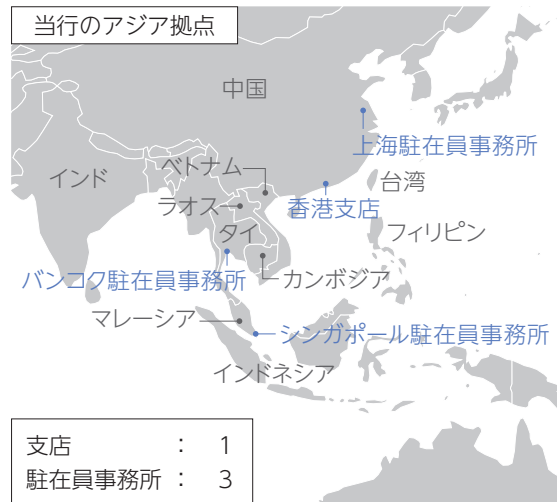 当行のアジア拠点
中国
上海駐在員事務所
ベトナム
インド
台湾
ラオス
香港支店
タイ
フィリピン
バンコク駐在員事務所
カンボジア
マレーシア
シンガポール駐在員事務所
インドネシア
支店 : 1
駐在員事務所 : 3